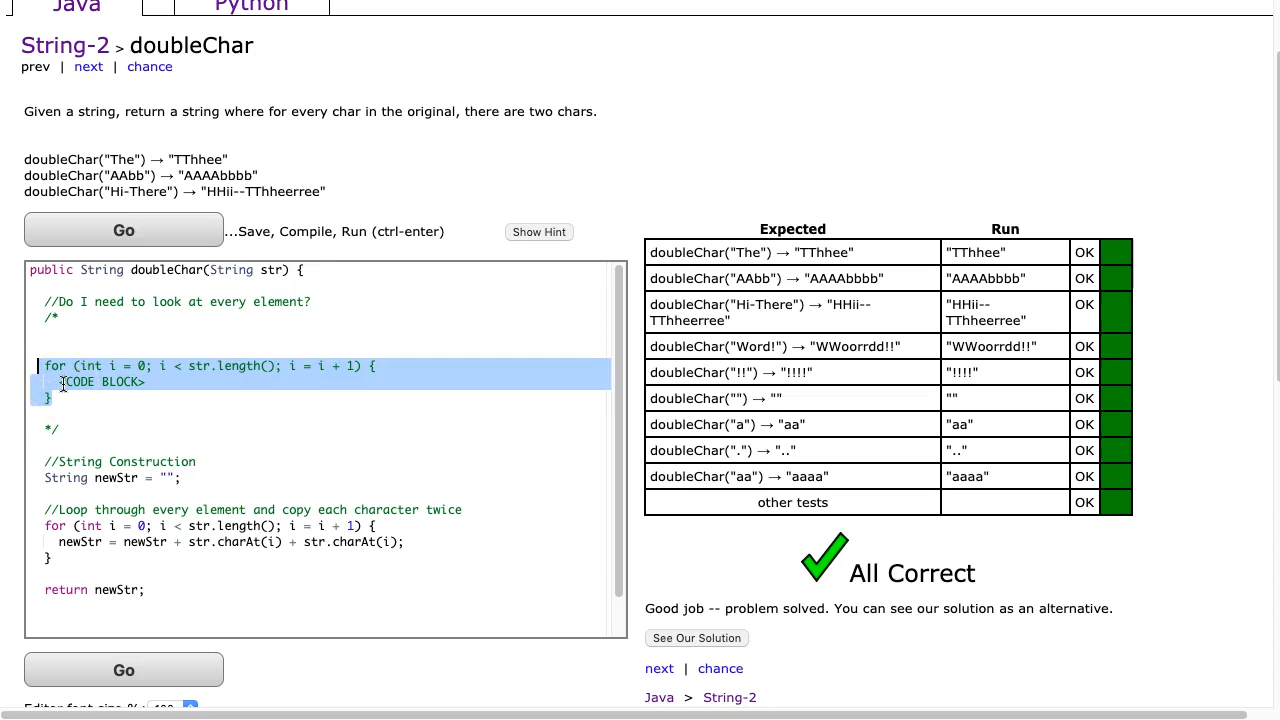 Java Python
String-2 > doubleChar
prev | next | chance
Given a string, return a string where for every char in the original, there are two chars.
doubleChar("The") → "TThhee"
doubleChar("AAbb") → "AAAAbbbb"
doubleChar("Hi-There") → "HHii--TThheerree"
Go ...Save, Compile, Run (ctrl-enter) Show Hint
public String doubleChar(String str) {
//Do I need to look at every element?
/*
for (int i = 0; i < str.length(); i = i + 1) {
<CODE BLOCK>
}
*/
//String Construction
String newStr = "";
//Loop through every element and copy each character twice
for (int i = 0; i < str.length(); i = i + 1) {
newStr = newStr + str.charAt(i) + str.charAt(i);
}
return newStr;
Go
Editor font size %: 100
Expected Run
doubleChar("The") → "TThhee" "TThhee" OK
doubleChar("AAbb") → "AAAAbbbb" "AAAAbbbb" OK
doubleChar("Hi-There") → "HHii-- "HHii-- OK
TThheerree" TThheerree"
doubleChar("Word!") → "WWoorrdd!!" "WWoorrdd!!" OK
doubleChar("!!") → "!!!!" "!!!!" OK
doubleChar("") → "" "" OK
doubleChar("a") → "aa" "aa" OK
doubleChar(".") → ".." ".." OK
doubleChar("aa") → "aaaa" "aaaa" OK
other tests OK
All Correct
Good job -- problem solved. You can see our solution as an alternative.
See Our Solution
next | chance
Java > String-2